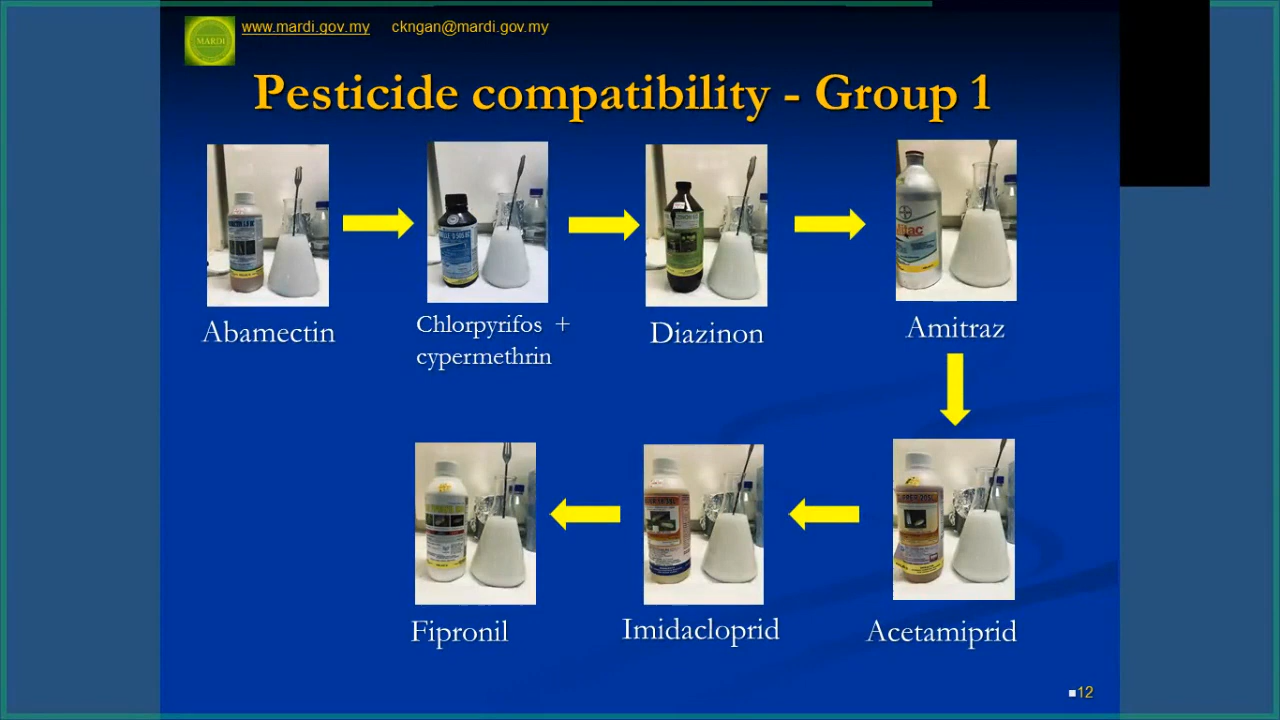 www.mardi.gov.my ckngan@mardi.gov.my
MARDI
Pesticide compatibility - Group 1
Abamectin
Chlorpyrifos +
cypermethrin
Diazinon
Amitraz
Fipronil
Imidacloprid
Acetamiprid
12